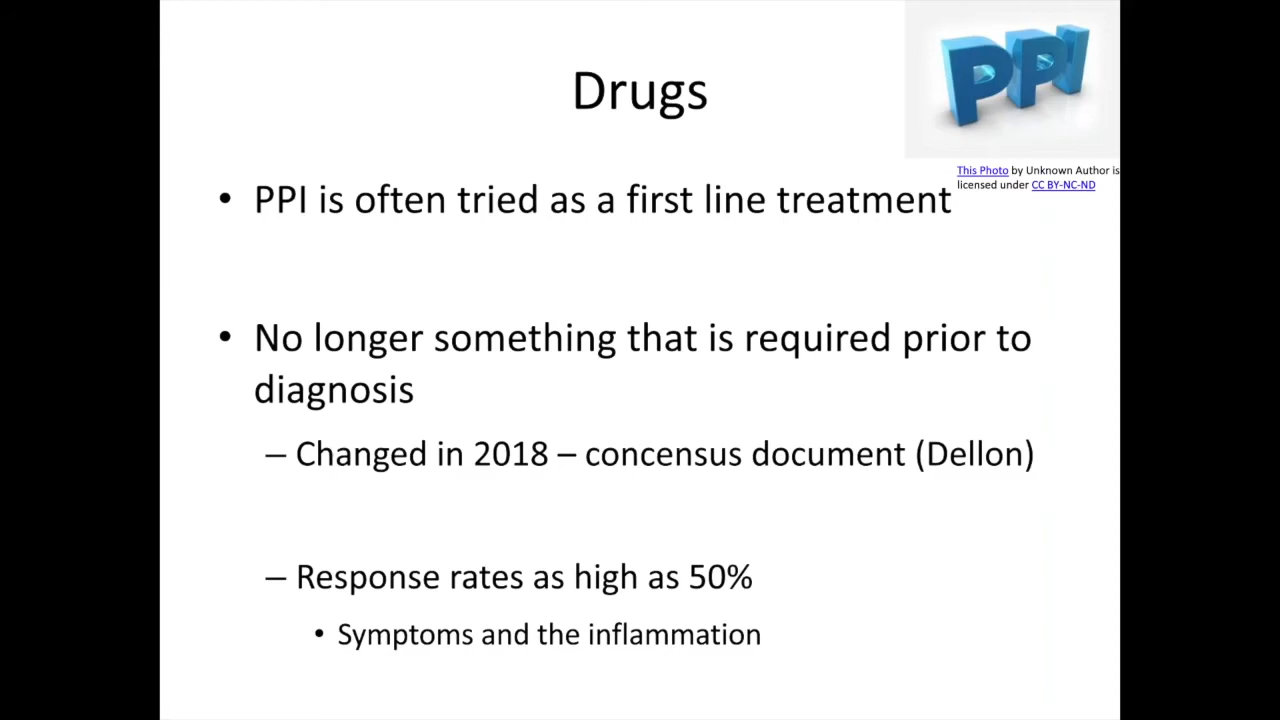 Drugs
PPI
This Photo by Unknown Author is
licensed under CC BY-NC-ND
• PPI is often tried as a first line treatment
• No longer something that is required prior to
diagnosis
– Changed in 2018 – concensus document (Dellon)
– Response rates as high as 50%
• Symptoms and the inflammation